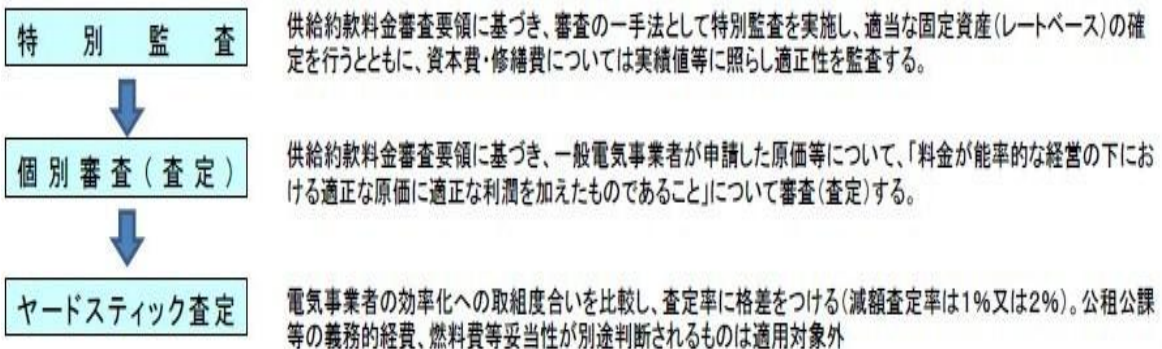 特別監査
供給約款料金審査要領に基づき、審査の一手法として特別監査を実施し、適当な固定資産(レートベース)の確
定を行うとともに、資本費・修繕費については実績値等に照らし適正性を監査する。
個別審査(査定)
供給約款料金審査要領に基づき、一般電気事業者が申請した原価等について、「料金が能率的な経営の下にお
ける適正な原価に適正な利潤を加えたものであること」について審査(査定)する。
ヤードスティック査定
電気事業者の効率化への取組度合いを比較し、査定率に格差をつける(減額査定率は1%又は2%)。公租公課
等の義務的経費、燃料費等妥当性が別途判断されるものは適用対象外